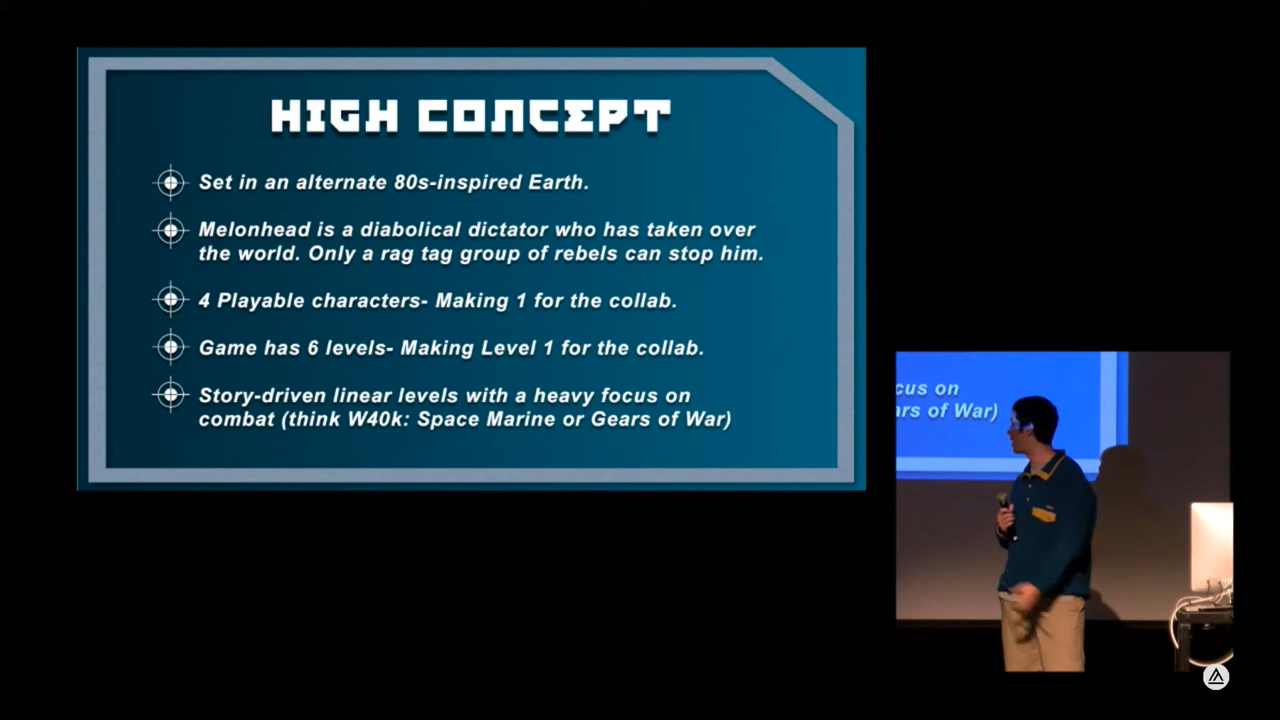 HIGH CONCEPT
Set in an alternate 80s-inspired Earth.
Melonhead is a diabolical dictator who has taken over
the world. Only a rag tag group of rebels can stop him.
4 Playable characters- Making 1 for the collab.
Game has 6 levels- Making Level 1 for the collab.
Story-driven linear levels with a heavy focus on
combat (think W40k: Space Marine or Gears of War)
cus on
ars of War)